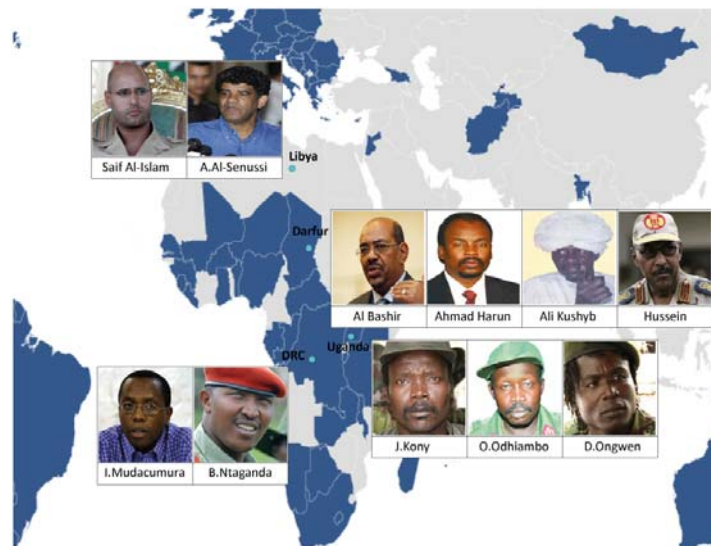 Saif Al-Islam
A.Al-Senussi
Libya
Darfur
Al Bashir
Ahmad Harun
Ali Kushyb
Hussein
Uganda
DRC
I.Mudacumura
B.Ntaganda
J.Kony
O.Odhiambo
D.Ongwen